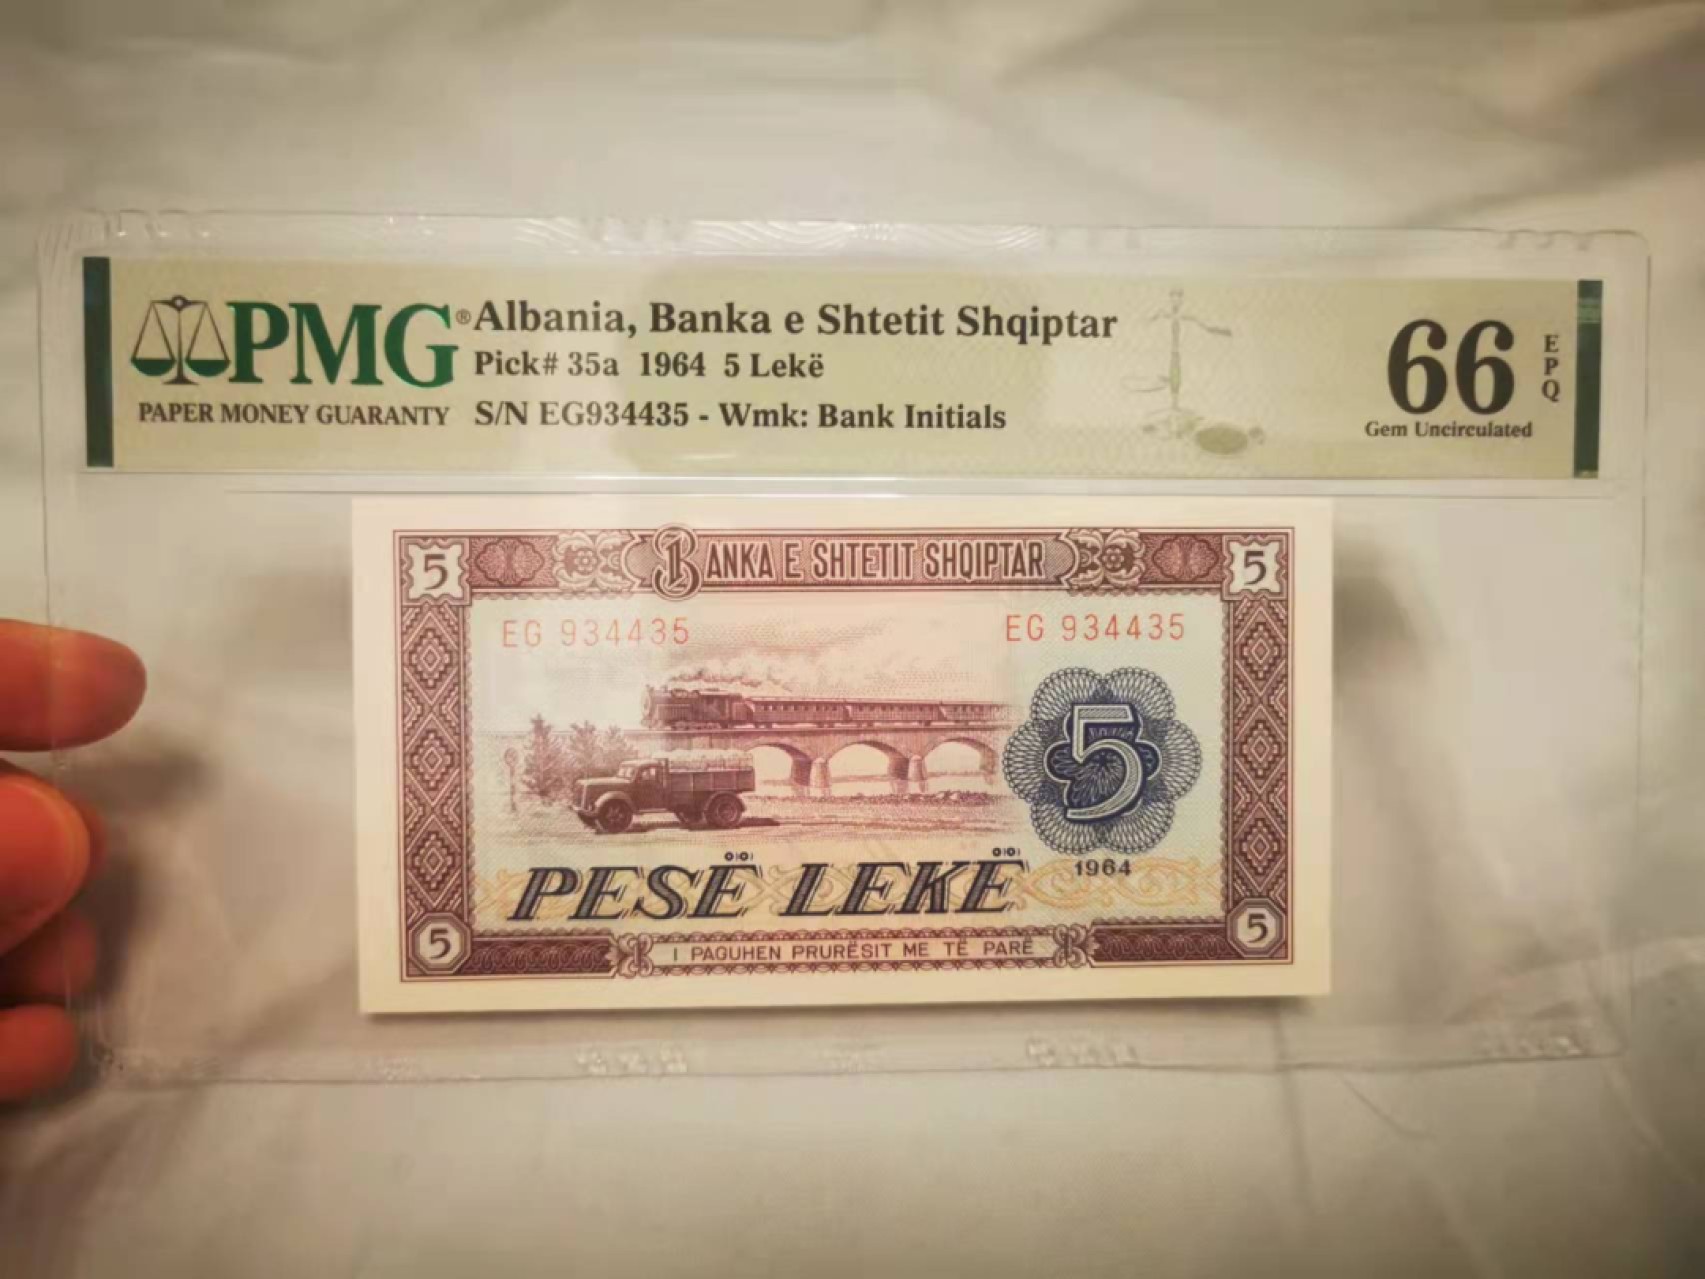 PMG® Albania, Banka e Shtetit Shqiptar
Pick# 35a 1964 5 Lekë
PAPER MONEY GUARANTY S/N EG934435 - Wmk: Bank Initials
66 EPQ
Gem Uncirculated
5 BANKA E SHTETIT SHQIPTAR 5
EG 934435 EG 934435
5
1964
PESË LEKË
5 I PAGUHEN PRURËSIT ME TË PARË 5